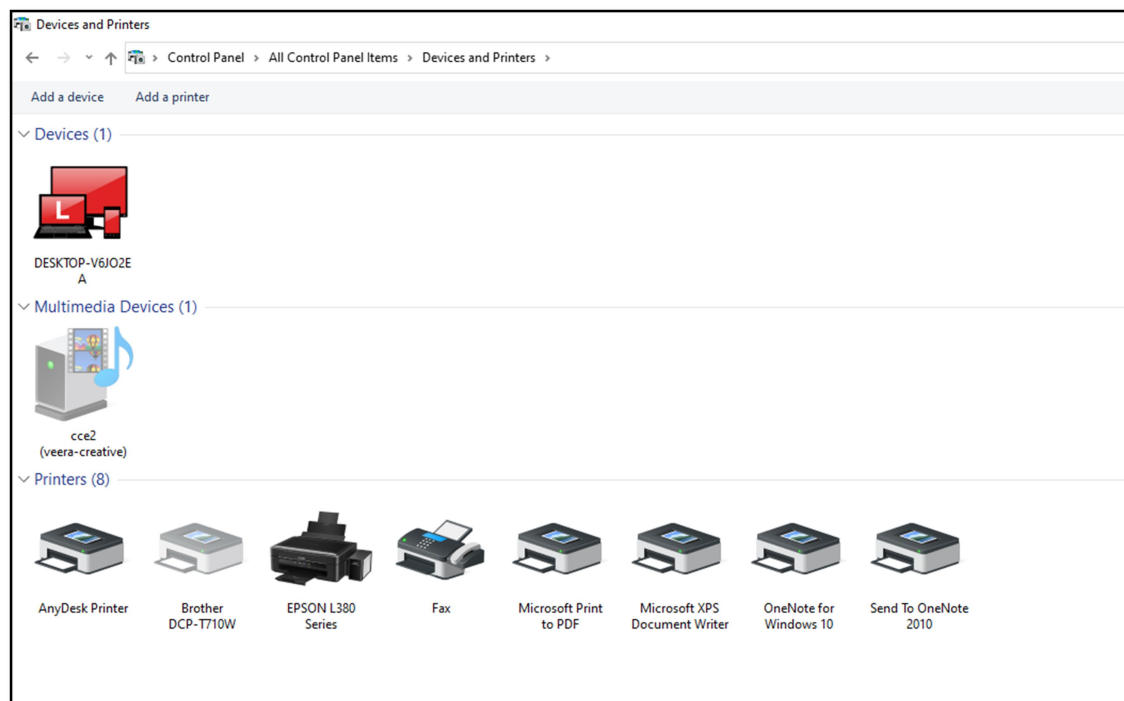 Devices and Printers
Control Panel > All Control Panel Items > Devices and Printers >
Add a device Add a printer
Devices (1)
L
DESKTOP-V6JO2E
A
Multimedia Devices (1)
cce2
(veera-creative)
Printers (8)
AnyDesk Printer
Brother
DCP-T710W
EPSON L380
Series
Fax
Microsoft Print
to PDF
Microsoft XPS
Document Writer
OneNote for
Windows 10
Send To OneNote
2010